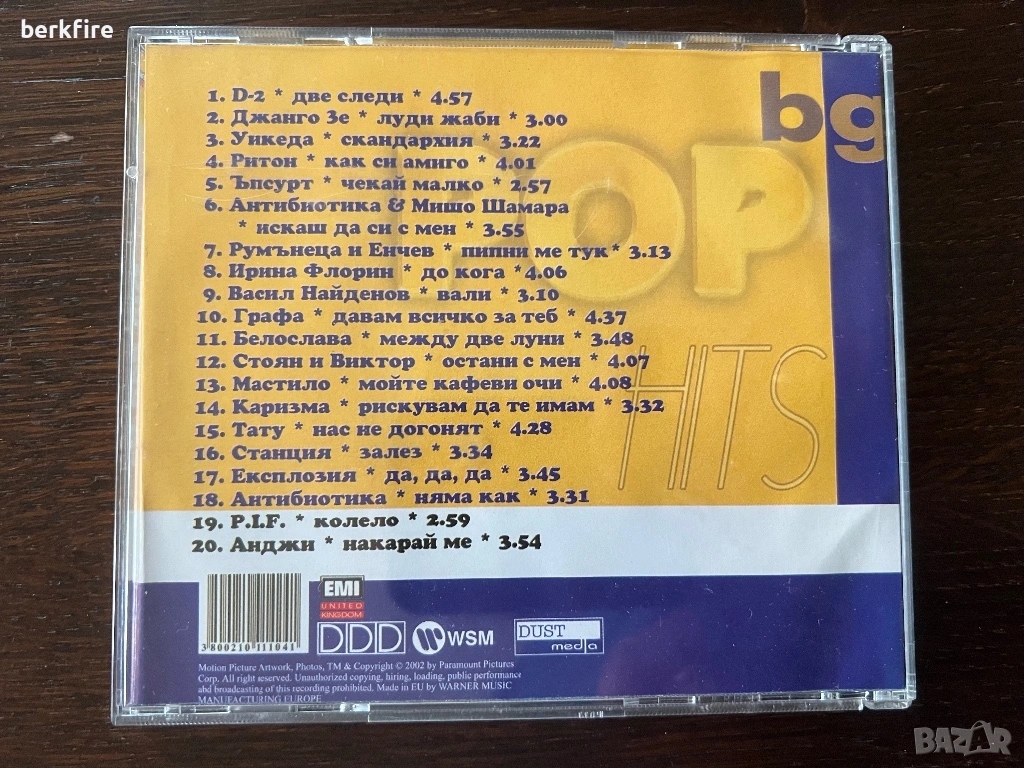 berkfire
bg
POP
HITS
1. D-2 * две следи * 4.57
2. Джанго Зе * луди жаби * 3.00
3. Уикеда * скандархия * 3.22
4. Ритон * как си амиго * 4.01
5. Ъпсурт * чекай малко * 2.57
6. Антибиотика & Мишо Шамара
* искаш да си с мен * 3.55
7. Румънеца и Енчев * пипни ме тук * 3.13
8. Ирина Флорин * до кога *4.06
9. Васил Найденов * вали * 3.10
10. Графа * давам всичко за теб * 4.37
11. Белослава * между две луни * 3.48
12. Стоян и Виктор * остани с мен * 4.07
13. Мастило * мойте кафеви очи * 4.08
14. Каризма * рискувам да те имам * 3.32
15. Тату * нас не догонят * 4.28
16. Станция * залез * 3.34
17. Експлозия * да, да, да * 3.45
18. Антибиотика * няма как * 3.31
19. P.I.F. * колело * 2.59
20. Анджи * накарай ме * 3.54
3 800210 111041
EMI
UNITED
KINGDOM
DDD
WSM
DUST
media
Motion Picture Artwork, Photos, TM & Copyright © 2002 by Paramount Pictures
Corp. All right reserved. Unauthorized copying, hiring, loading, public performance
abd broadcasting of this recording prohibited. Made in EU by WARNER MUSIC
MANUFACTURING EUROPE
BAZAR